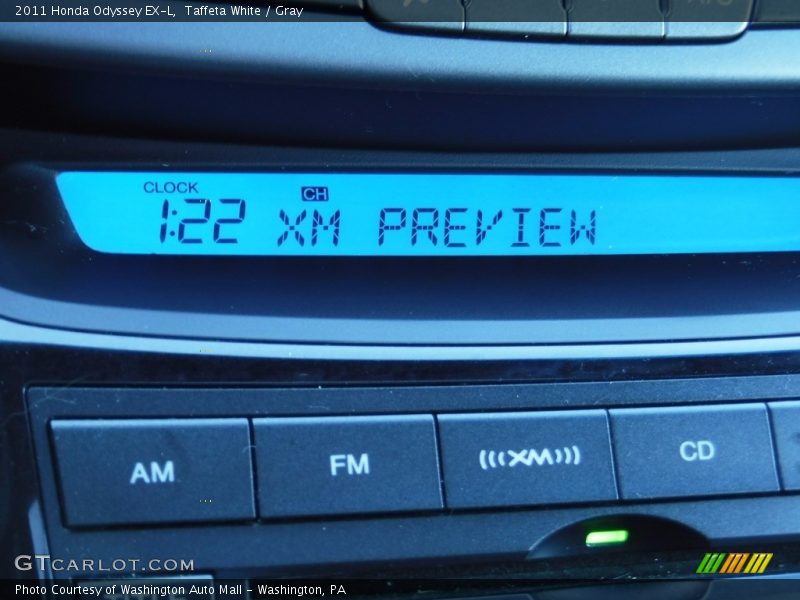 2011 Honda Odyssey EX-L, Taffeta White / Gray
CLOCK CH
1:22 XM PREVIEW
AM FM (((XM))) CD
GTCARLOT.COM
Photo Courtesy of Washington Auto Mall - Washington, PA